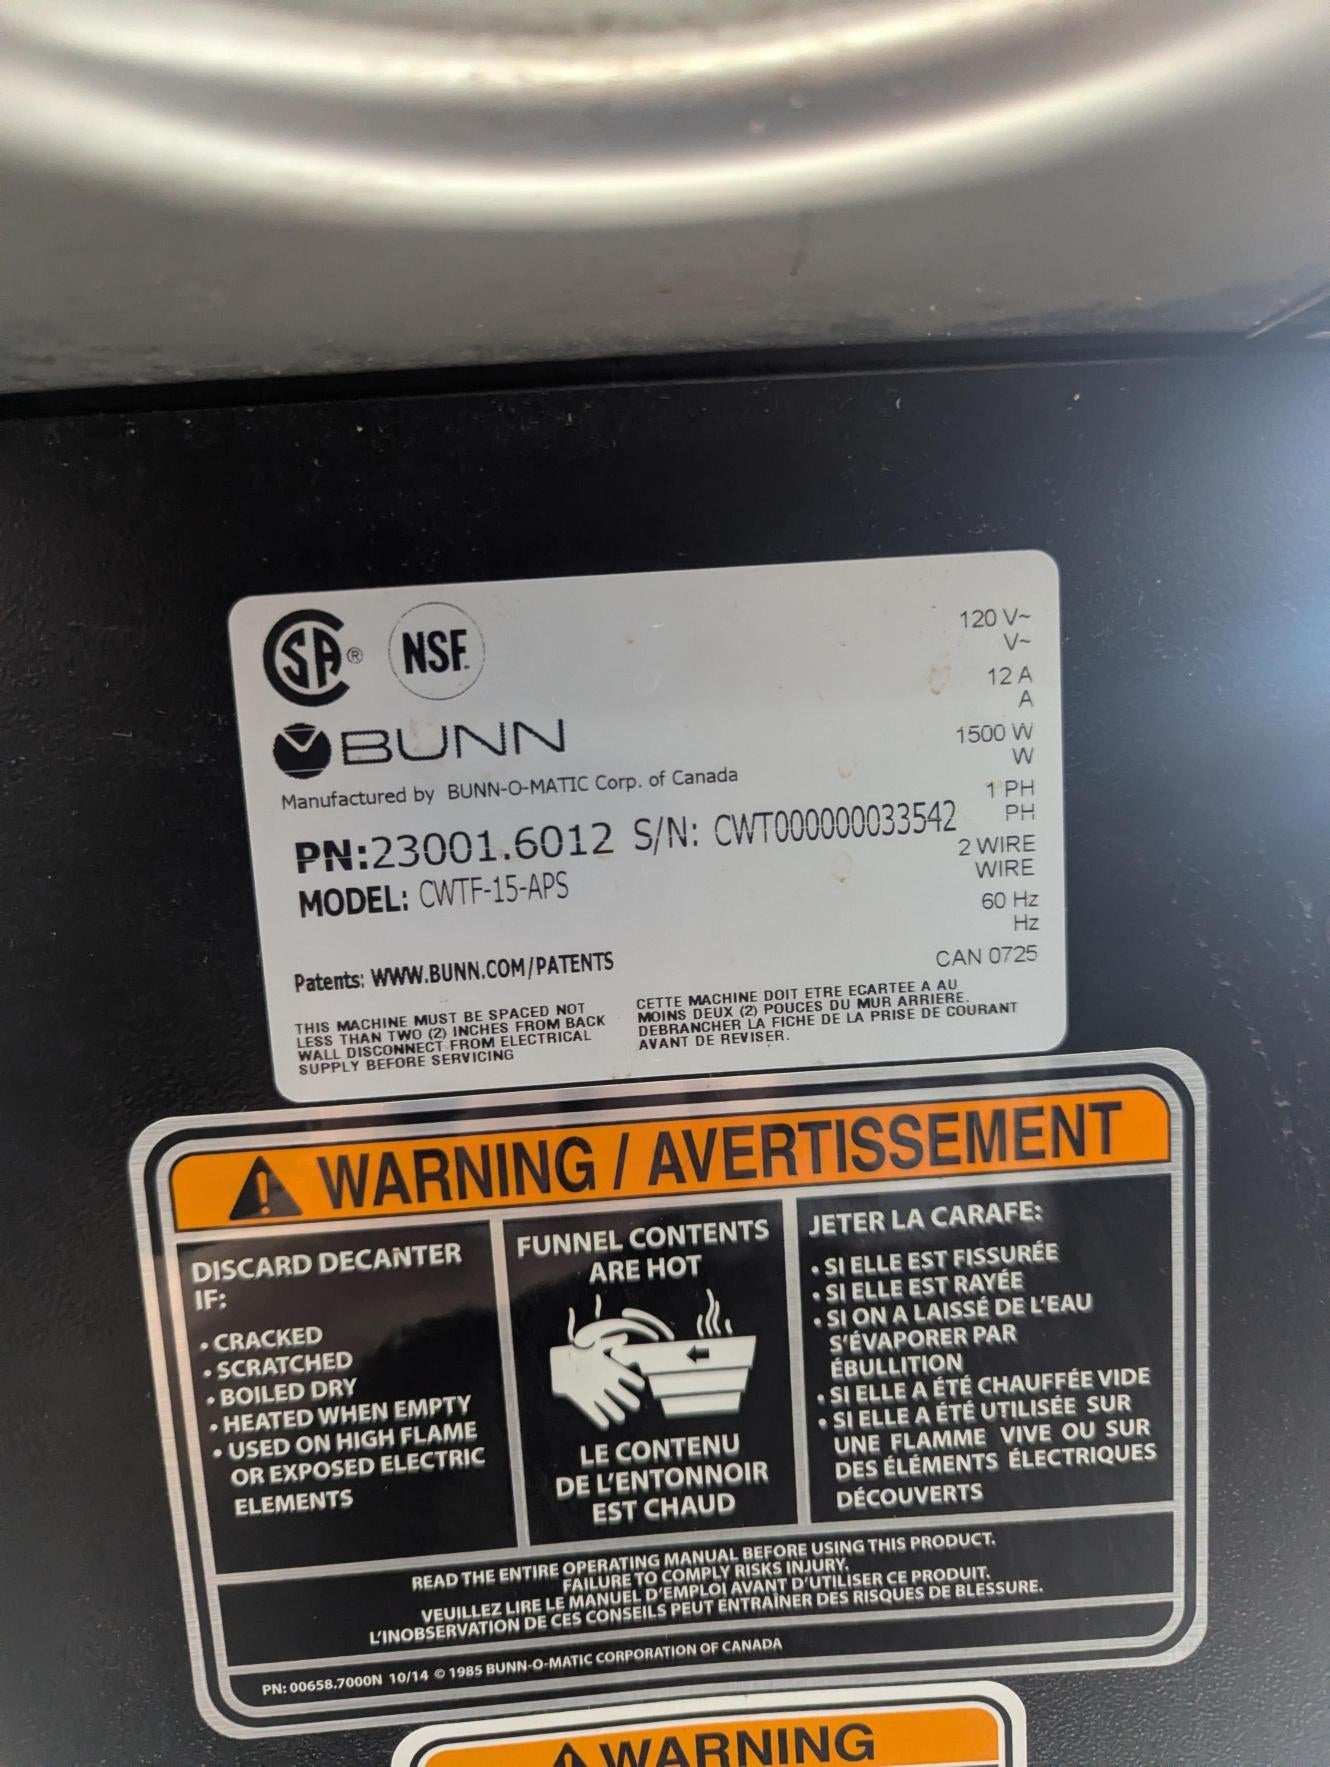 SA®
NSF.
BUNN
Manufactured by BUNN-O-MATIC Corp. of Canada
PN:23001.6012 S/N: CWT000000033542
MODEL: CWTF-15-APS
120 V~
V~
12 A
A
1500 W
W
1 PH
PH
2 WIRE
WIRE
60 Hz
Hz
CAN 0725
Patents: WWW.BUNN.COM/PATENTS
THIS MACHINE MUST BE SPACED NOT
LESS THAN TWO (2) INCHES FROM BACK
WALL DISCONNECT FROM ELECTRICAL
SUPPLY BEFORE SERVICING
CETTE MACHINE DOIT ETRE ECARTEE A AU
MOINS DEUX (2) POUCES DU MUR ARRIERE.
DEBRANCHER LA FICHE DE LA PRISE DE COURANT
AVANT DE REVISER.
WARNING / AVERTISSEMENT
DISCARD DECANTER
IF:
• CRACKED
• SCRATCHED
• BOILED DRY
• HEATED WHEN EMPTY
• USED ON HIGH FLAME
OR EXPOSED ELECTRIC
ELEMENTS
FUNNEL CONTENTS
ARE HOT
LE CONTENU
DE L'ENTONNOIR
EST CHAUD
JETER LA CARAFE:
• SI ELLE EST FISSURÉE
• SI ELLE EST RAYÉE
• SI ON A LAISSÉ DE L'EAU
S'ÉVAPORER PAR
ÉBULLITION
• SI ELLE A ÉTÉ CHAUFFÉE VIDE
• SI ELLE A ÉTÉ UTILISÉE SUR
UNE FLAMME VIVE OU SUR
DES ÉLÉMENTS ÉLECTRIQUES
DÉCOUVERTS
READ THE ENTIRE OPERATING MANUAL BEFORE USING THIS PRODUCT.
FAILURE TO COMPLY RISKS INJURY.
VEUILLEZ LIRE LE MANUEL D'EMPLOI AVANT D'UTILISER CE PRODUIT.
L'INOBSERVATION DE CES CONSEILS PEUT ENTRAÎNER DES RISQUES DE BLESSURE.
PN: 00658.7000N 10/14 © 1985 BUNN-O-MATIC CORPORATION OF CANADA
WARNING